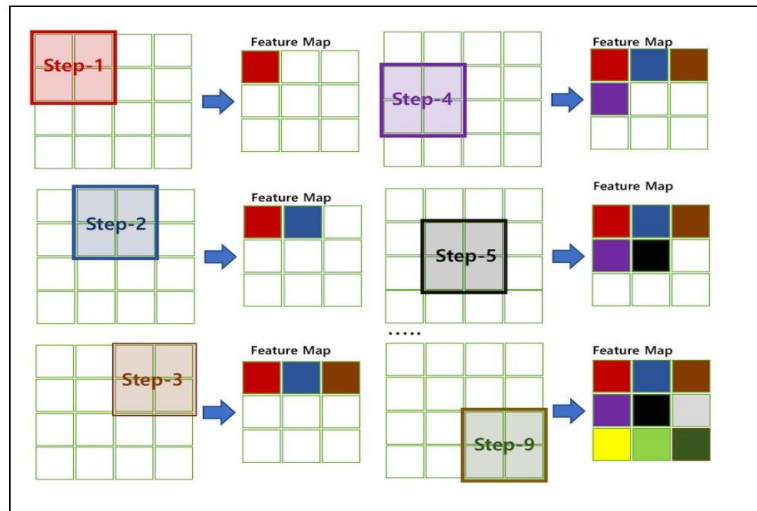 Step-1
Feature Map
Step-2
Feature Map
Step-3
Feature Map
Step-4
Feature Map
Step-5
Feature Map
.....
Step-9
Feature Map